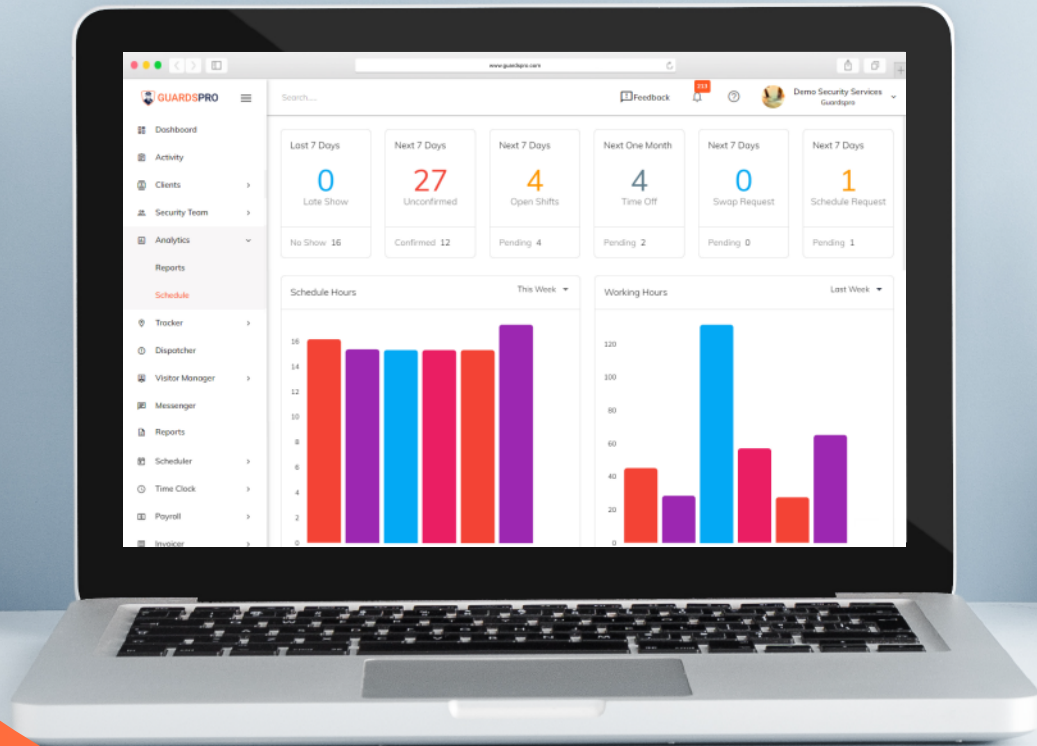 www.guardspro.com
GUARDSPRO
Search....
Feedback
213
Demo Security Services
Guardspro
Dashboard
Activity
Clients
Security Team
Analytics
Reports
Schedule
Tracker
Dispatcher
Visitor Manager
Messenger
Reports
Scheduler
Time Clock
Payroll
Invoicer
Last 7 Days
0
Late Show
No Show 16
Next 7 Days
27
Unconfirmed
Confirmed 12
Next 7 Days
4
Open Shifts
Pending 4
Next One Month
4
Time Off
Pending 2
Next 7 Days
0
Swap Request
Pending 0
Next 7 Days
1
Schedule Request
Pending 1
Schedule Hours
This Week
16
14
12
10
8
6
4
2
0
Working Hours
Last Week
120
100
80
60
40
20
0